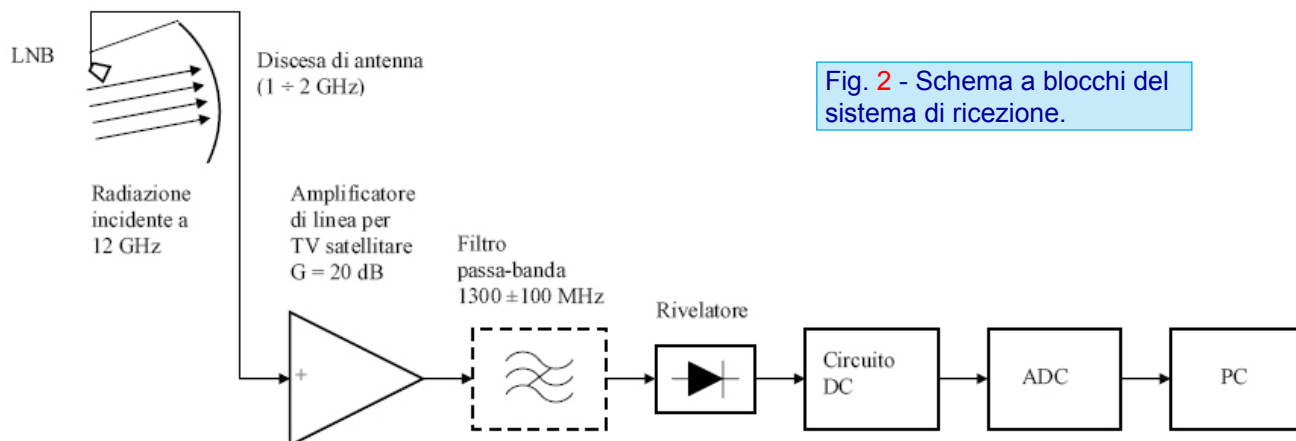 LNB
Discesa di antenna
(1 ÷ 2 GHz)
Fig. 2 - Schema a blocchi del
sistema di ricezione.
Radiazione
incidente a
12 GHz
Amplificatore
di linea per
TV satellitare
G = 20 dB
Filtro
passa-banda
1300 ±100 MHz
Rivelatore
+
Circuito
DC
ADC
PC